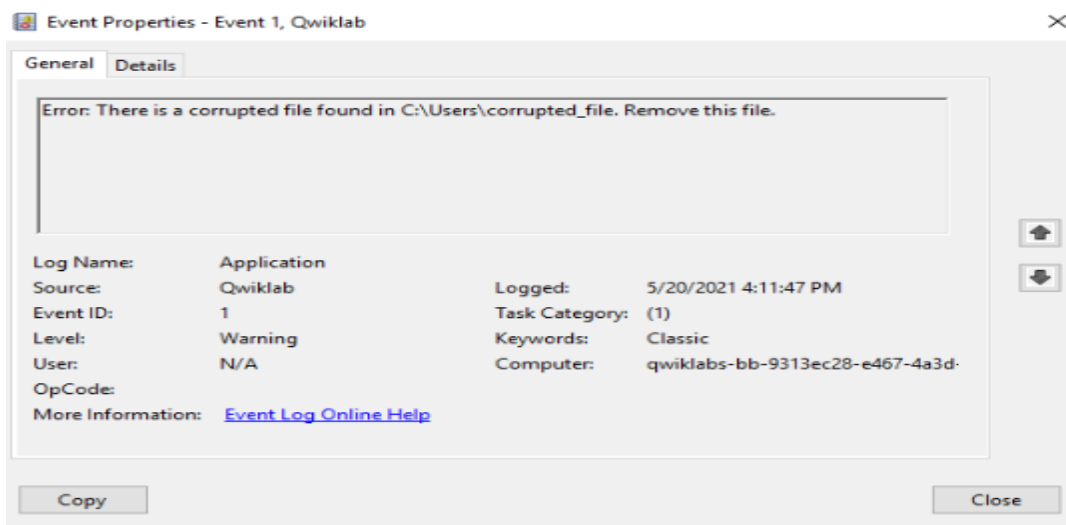 Event Properties - Event 1, Qwiklab
General Details
Error: There is a corrupted file found in C:\Users\corrupted_file. Remove this file.
Log Name: Application
Source: Qwiklab Logged: 5/20/2021 4:11:47 PM
Event ID: 1 Task Category: (1)
Level: Warning Keywords: Classic
User: N/A Computer: qwiklabs-bb-9313ec28-e467-4a3d-
OpCode:
More Information: Event Log Online Help
Copy Close